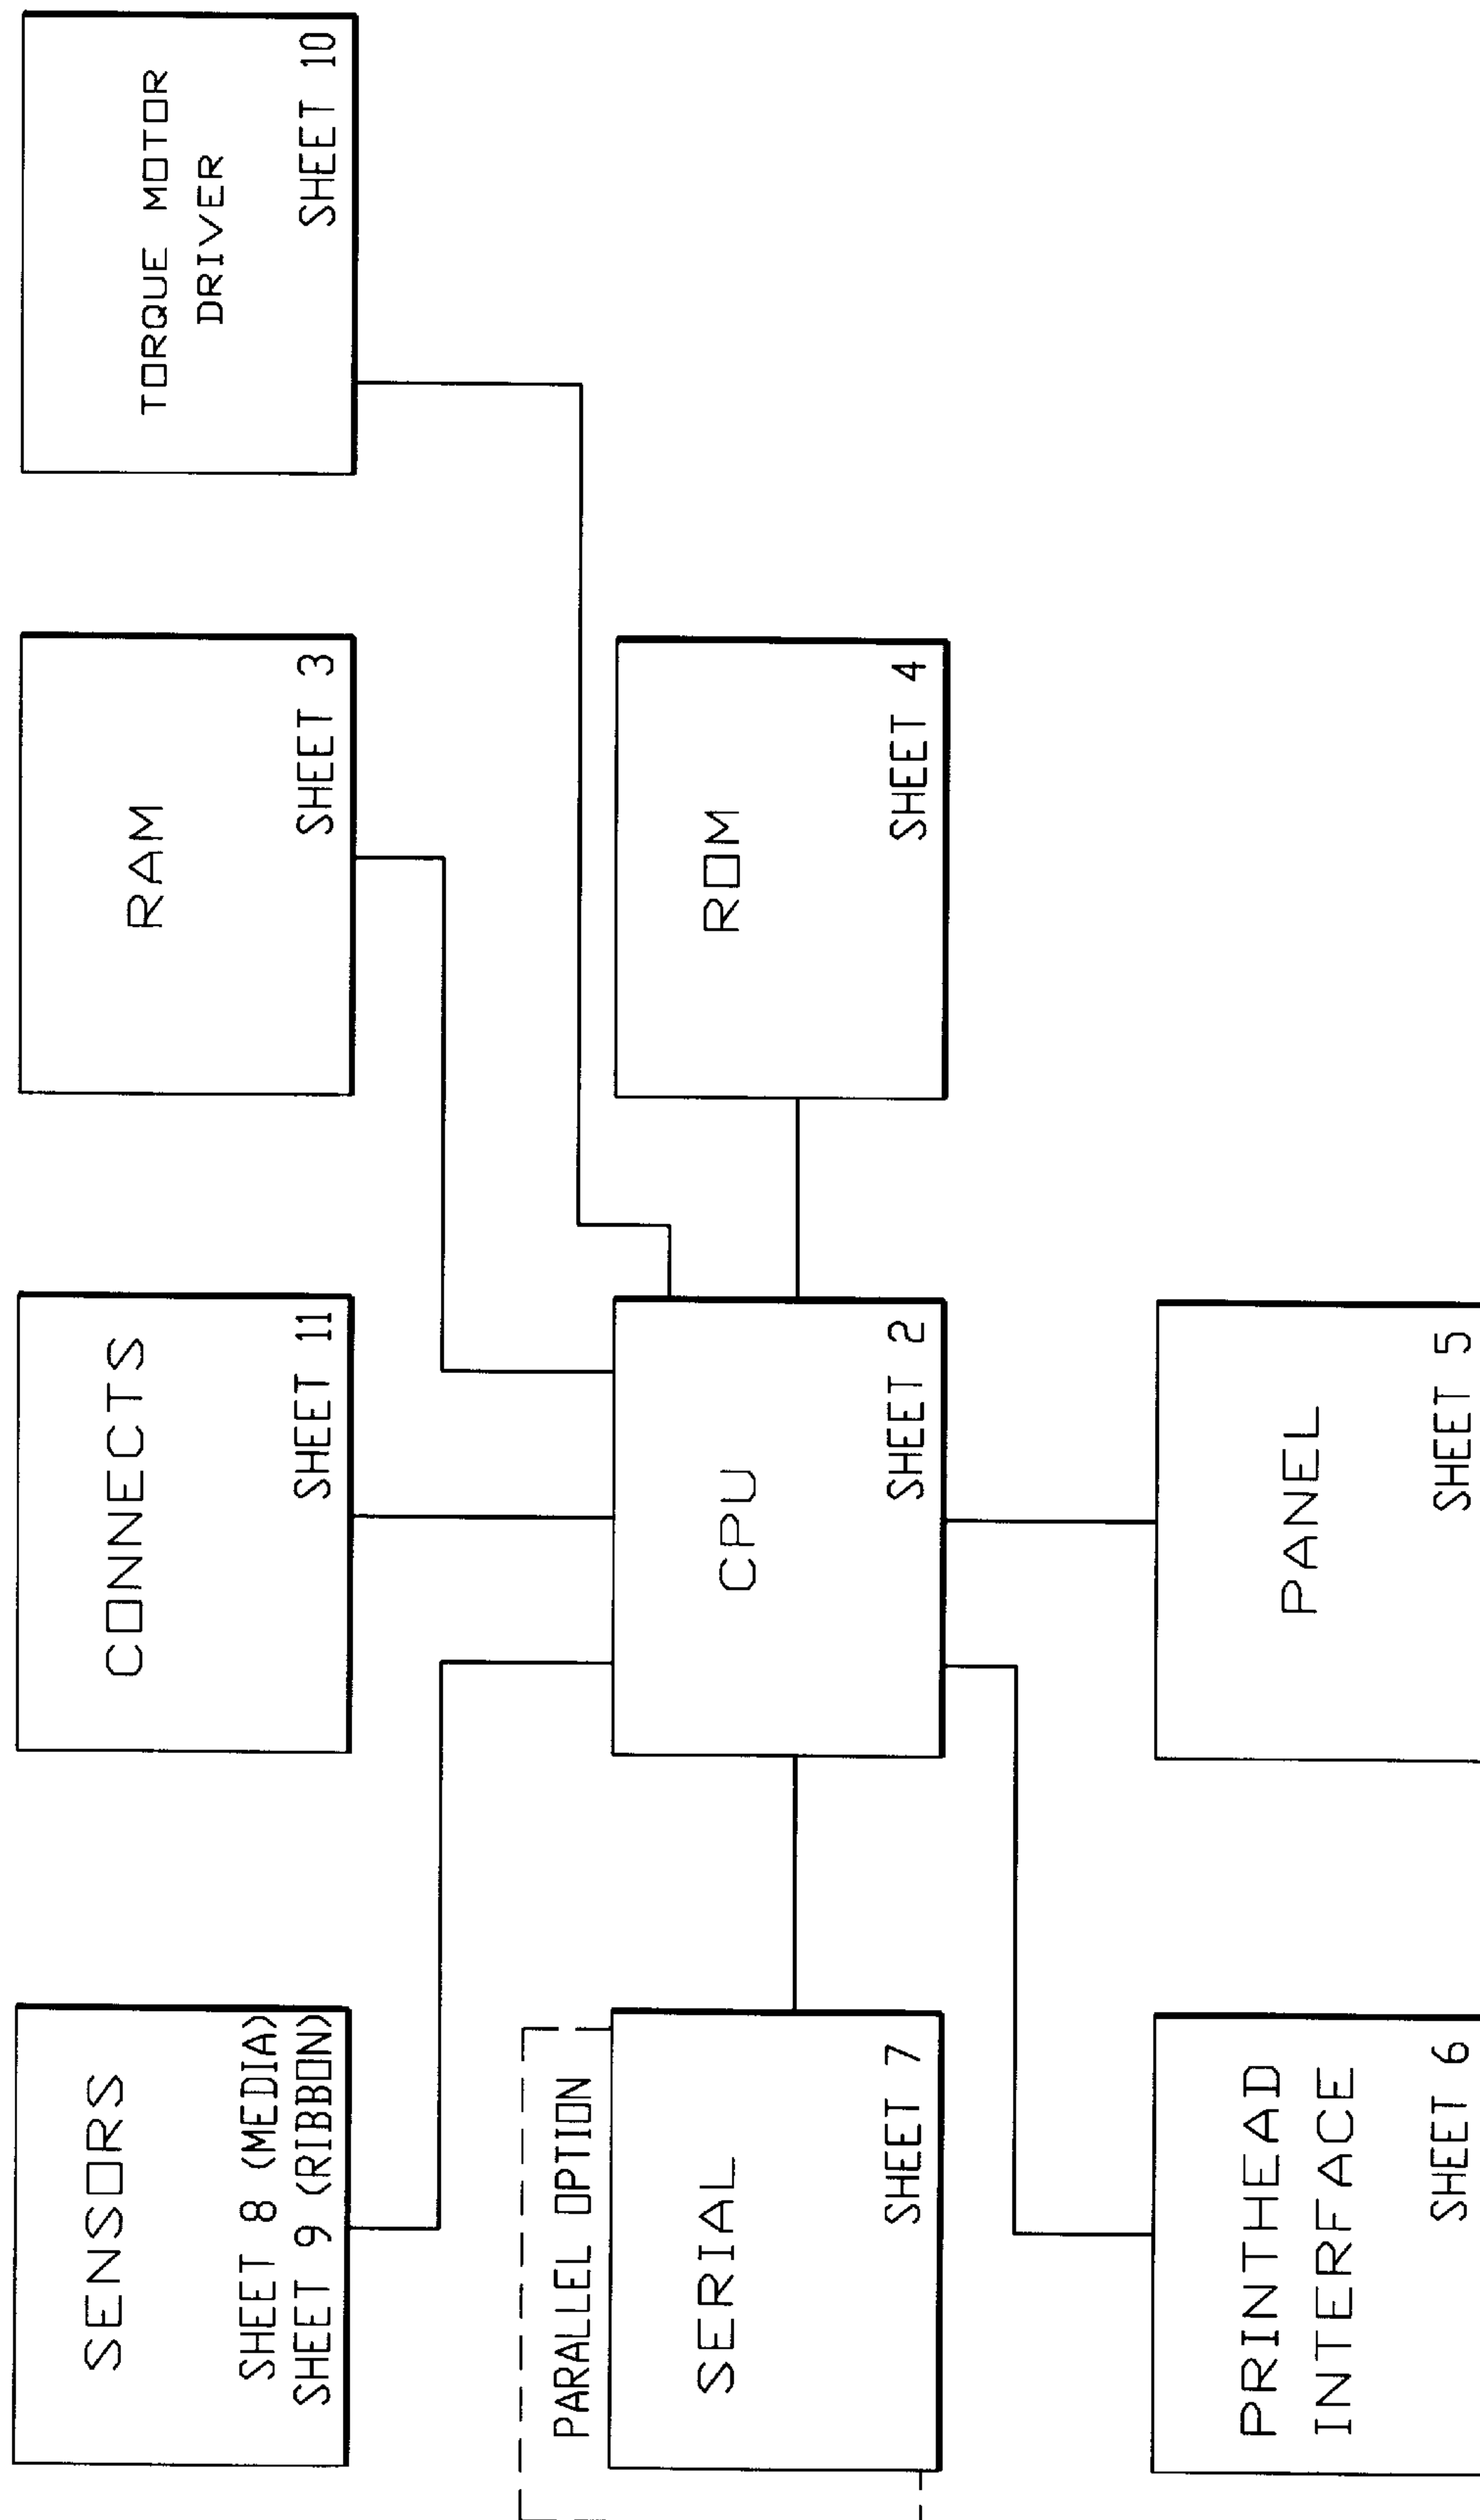 SENSORS
SHEET 8 (MEDIA)
SHEET 9 (RIBBON)
CONNECTS
SHEET 11
RAM
SHEET 3
TORQUE MOTOR
DRIVER
SHEET 10
PARALLEL OPTION
SERIAL
SHEET 7
CPU
SHEET 2
ROM
SHEET 4
PRINTHEAD
INTERFACE
SHEET 6
PANEL
SHEET 5